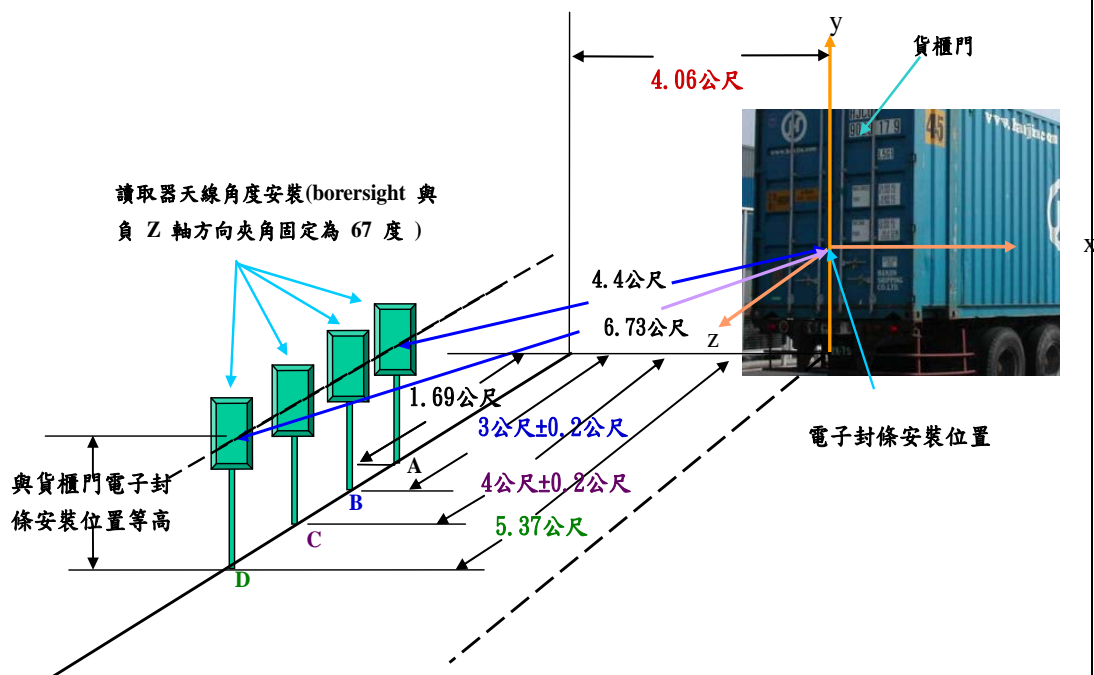 y
4.06公尺
貨櫃門
45
www.hanjin.com
讀取器天線角度安裝(borersight 與
負 Z 軸方向夾角固定為 67 度 )
x
4.4公尺
6.73公尺
z
1.69公尺
3公尺±0.2公尺
電子封條安裝位置
A
與貨櫃門電子封
條安裝位置等高
4公尺±0.2公尺
B
5.37公尺
C
D